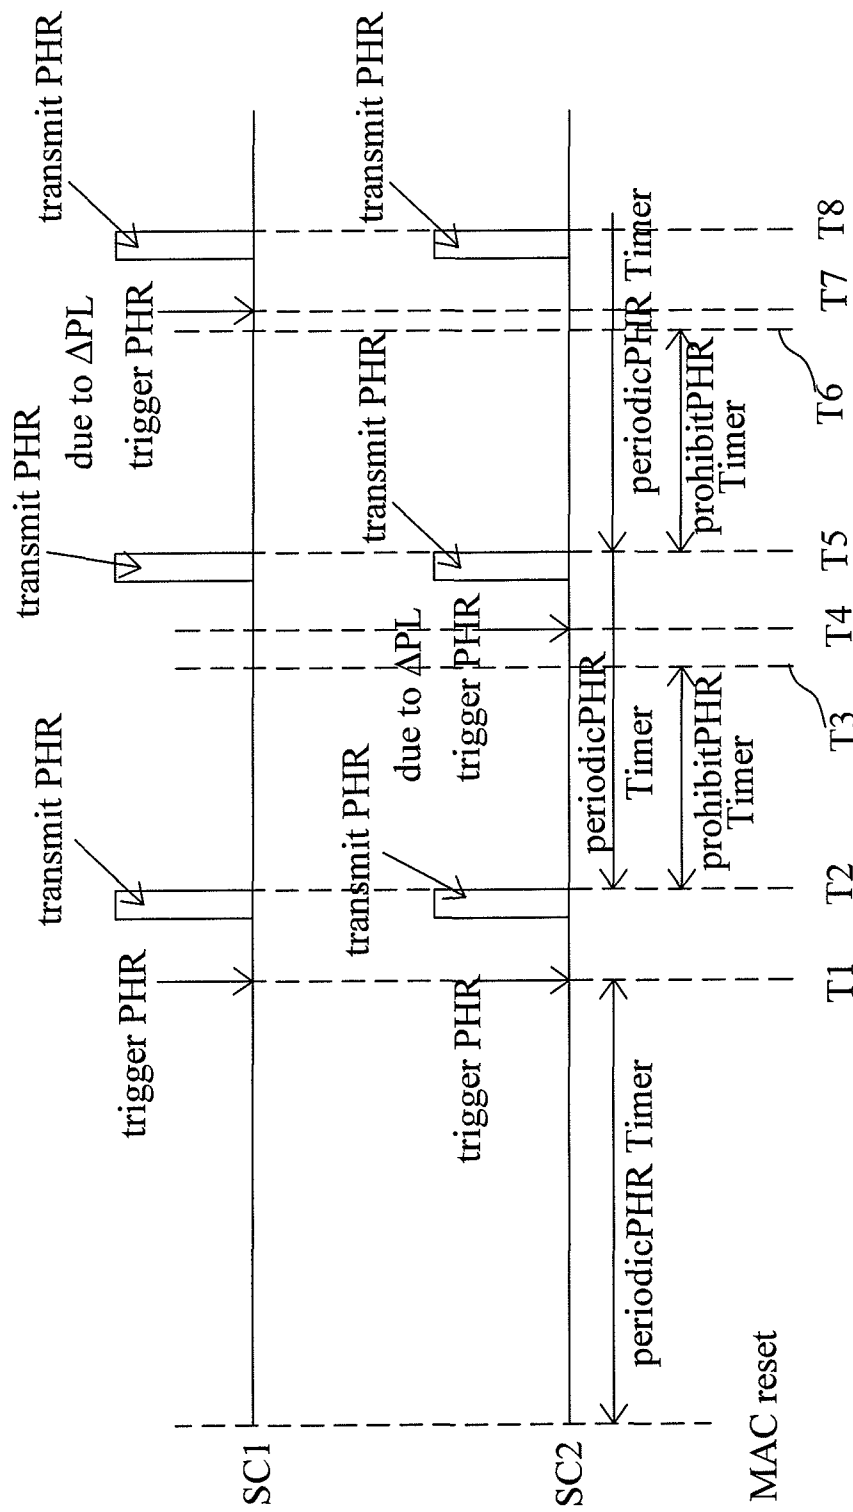 transmit PHR
transmit PHR
transmit PHR
due to ΔPL
trigger PHR
trigger PHR
SC1
transmit PHR
transmit PHR
transmit PHR
due to ΔPL
trigger PHR
trigger PHR
SC2
periodicPHR Timer
periodicPHR
Timer
periodicPHR Timer
prohibitPHR
Timer
prohibitPHR
Timer
MAC reset
T1
T2
T3
T4
T5
T6
T7
T8